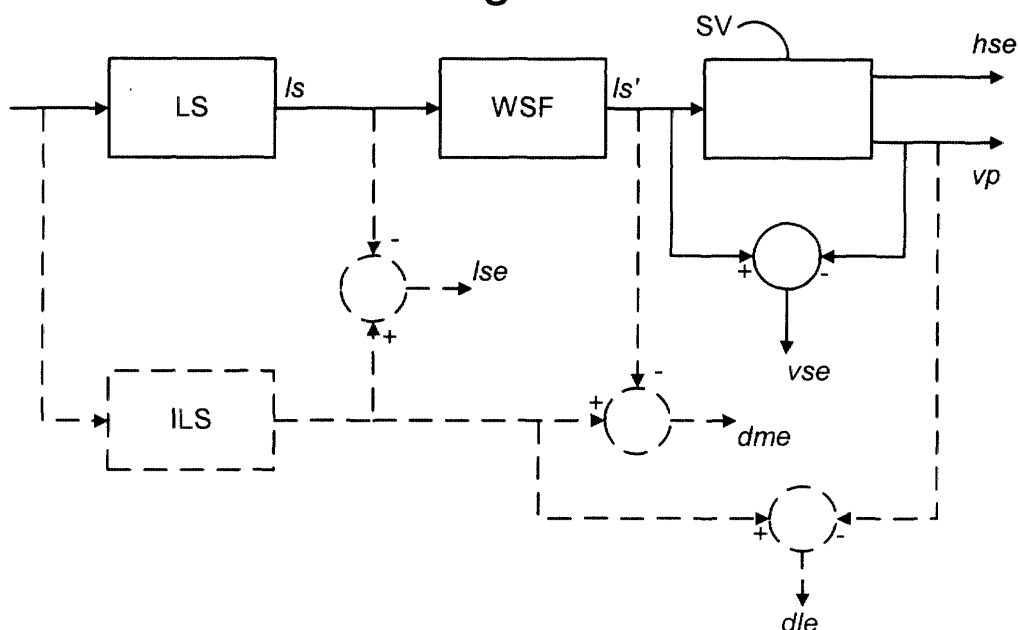 g
SV
hse
LS
ls
WSF
ls'
vp
-
+
-
lse
+
vse
-
ILS
+
dme
+
-
dle